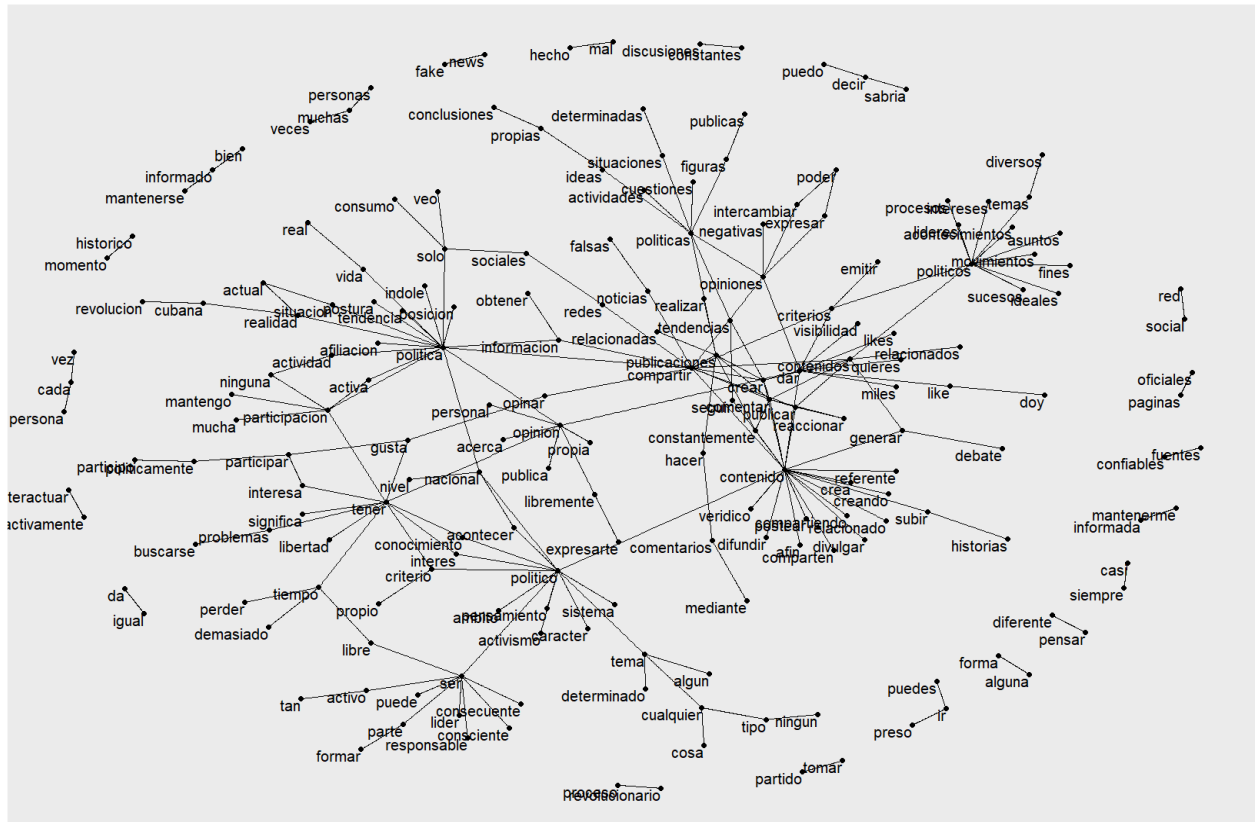 hecho
mal
discusiones
constantes
fake
news
puedo
decir
sabria
personas
muchas
veces
conclusiones
propias
determinadas
publicas
bien
informado
mantenerse
situaciones
figuras
ideas
cuestiones
actividades
poder
diversos
consumo
veo
intercambiar
expresar
procesos
intereses
temas
real
negativas
lideres
acontecimientos
asuntos
historico
momento
solo
sociales
falsas
politicas
movimientos
politicos
fines
vida
emitir
opiniones
sucesos
ideales
actual
indole
obtener
noticias
realizar
revolucion
cubana
situacion
postura
realidad
tendencia
posicion
redes
criterios
visibilidad
red
social
tendencias
relacionadas
likes
afiliacion
politica
informacion
relacionados
vez
cada
persona
actividad
publicaciones
compartir
contenidos
quieres
dar
ninguna
activa
crear
miles
like
doy
oficiales
paginas
mantengo
mucha
participacion
personal
opinar
seguir
comentar
publicar
reaccionar
acerca
opinion
propia
constantemente
generar
debate
gusta
hacer
participo
politicamente
participar
publica
contenido
fuentes
confiables
interesa
nivel
nacional
libremente
referente
crea
creando
teractuar
activamente
tener
significa
problemas
buscarse
libertad
acontecer
veridico
compartiendo
postear
relacionado
subir
historias
mantenerme
informada
conocimiento
interes
criterio
expresarte
comentarios
difundir
afin
comparten
divulgar
politico
da
igual
tiempo
perder
demasiado
propio
ambito
pensamiento
sistema
mediante
casi
siempre
activismo
caracter
diferente
pensar
libre
tema
algun
determinado
forma
alguna
ser
tan
activo
puede
consecuente
lider
consciente
parte
responsable
formar
cualquier
cosa
tipo
ningun
puedes
ir
preso
tomar
partido
proceso
revolucionario